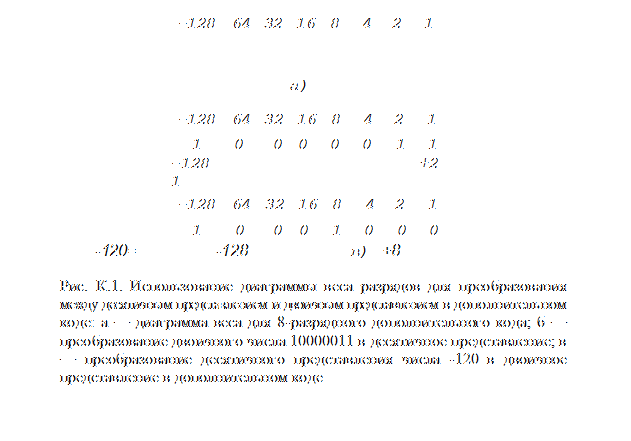 -128 64 32 16 8 4 2 1
а)
-128 64 32 16 8 4 2 1
1 0 0 0 0 0 1 1
-128 +2
1
-128 64 32 16 8 4 2 1
1 0 0 0 1 0 0 0
-120= -128 в) +8
Рис. К.1. Использование диаграммы веса разрядов для преобразования
между десятичным представлением и двоичным представлением в дополнительном
коде: а — диаграмма веса для 8-разрядного дополнительного кода; б —
преобразование двоичного числа 10000011 в десятичное представление; в
— преобразование десятичного представления числа -120 в двоичное
представление в дополнительном коде